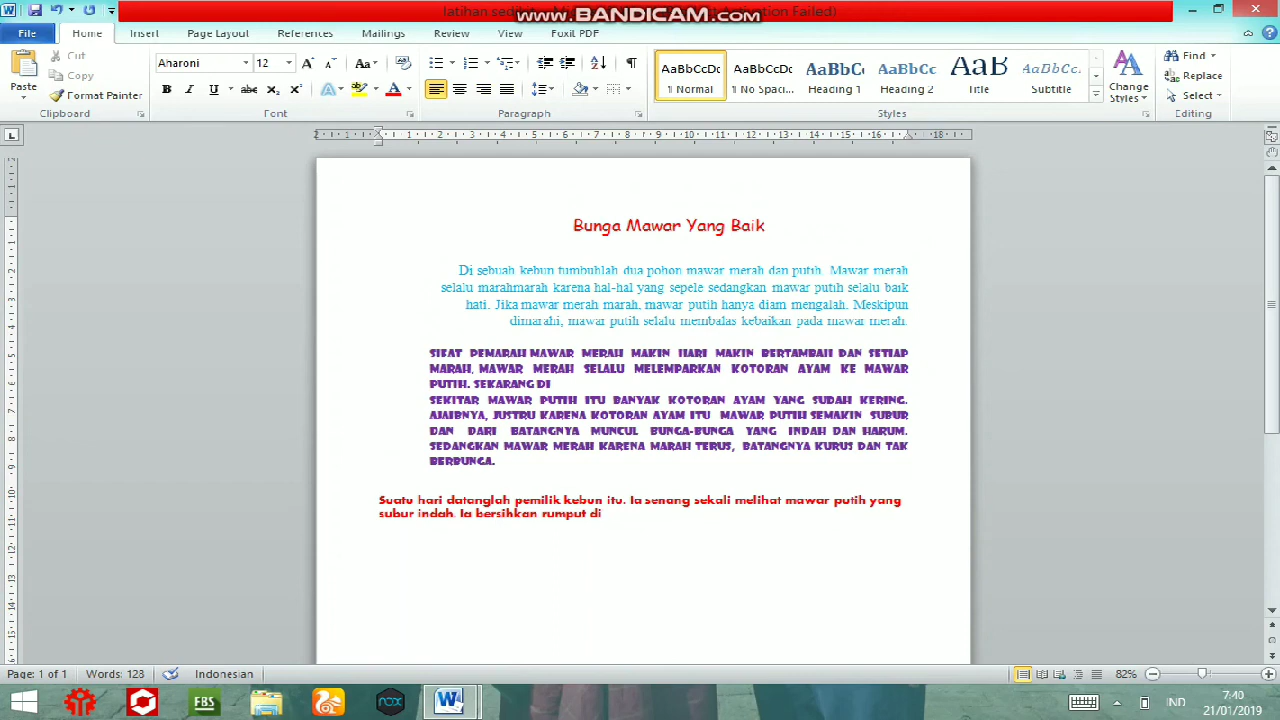 latihan sedikit
Activation Failed)
www.BANDICAM.com
File Home Insert Page Layout References Mailings Review View Foxit PDF
Paste
Cut
Copy
Format Painter
Clipboard
Aharoni 12
Font
Paragraph
AaBbCcDc
¶ Normal
AaBbCcDc
¶ No Spaci...
AaBbCc
Heading 1
AaBbCc
Heading 2
AaB
Title
AaBbCc.
Subtitle
Change Styles
Styles
Find
Replace
Select
Editing
Bunga Mawar Yang Baik
Di sebuah kebun tumbuhlah dua pohon mawar merah dan putih. Mawar merah
selalu marahmarah karena hal-hal yang sepele sedangkan mawar putih selalu baik
hati. Jika mawar merah marah, mawar putih hanya diam mengalah. Meskipun
dimarahi, mawar putih selalu membalas kebaikan pada mawar merah.
SIFAT PEMARAH MAWAR MERAH MAKIN HARI MAKIN BERTAMBAH DAN SETIAP
MARAH, MAWAR MERAH SELALU MELEMPARKAN KOTORAN AYAM KE MAWAR
PUTIH. SEKARANG DI
SEKITAR MAWAR PUTIH ITU BANYAK KOTORAN AYAM YANG SUDAH KERING.
AJAIBNYA, JUSTRU KARENA KOTORAN AYAM ITU MAWAR PUTIH SEMAKIN SUBUR
DAN DARI BATANGNYA MUNCUL BUNGA-BUNGA YANG INDAH DAN HARUM.
SEDANGKAN MAWAR MERAH KARENA MARAH TERUS, BATANGNYA KURUS DAN TAK
BERBUNGA.
Suatu hari datanglah pemilik kebun itu. Ia senang sekali melihat mawar putih yang
subur indah. Ia bersihkan rumput di
Page: 1 of 1 Words: 128 Indonesian 82%
FBS nox IND 7:40
21/01/2019